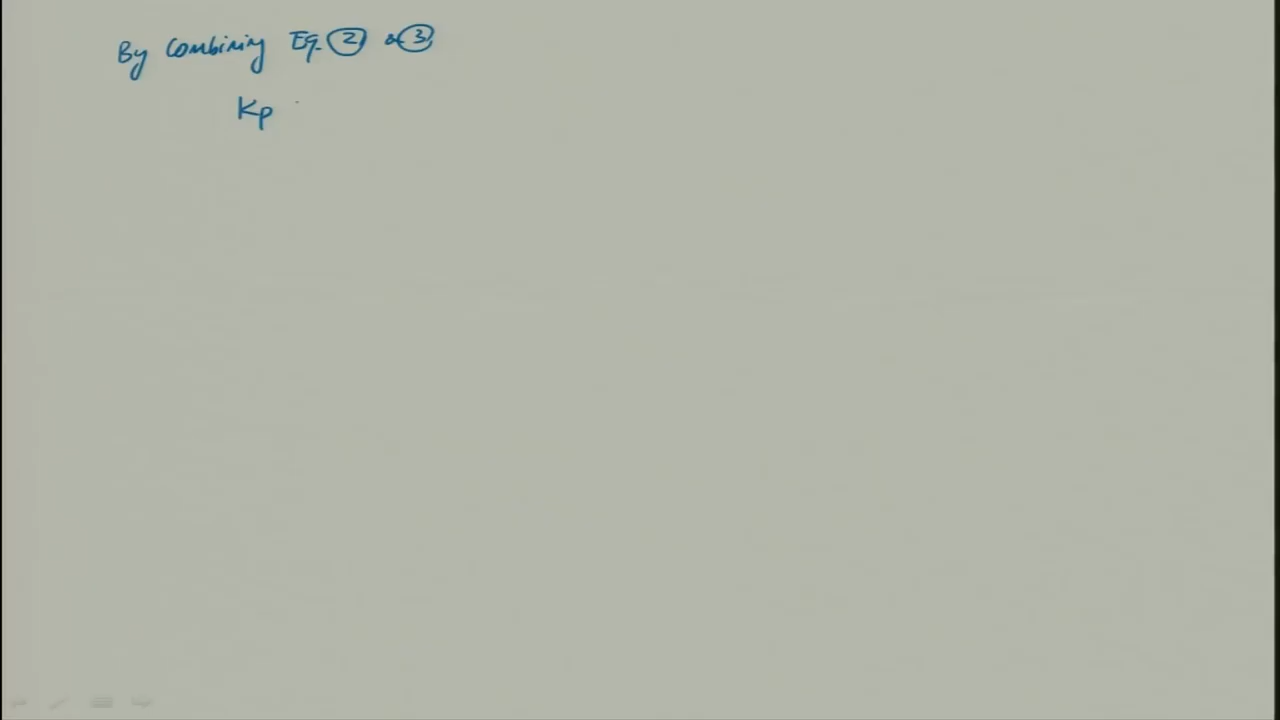 By Combining Eq. ② & ③
Kp